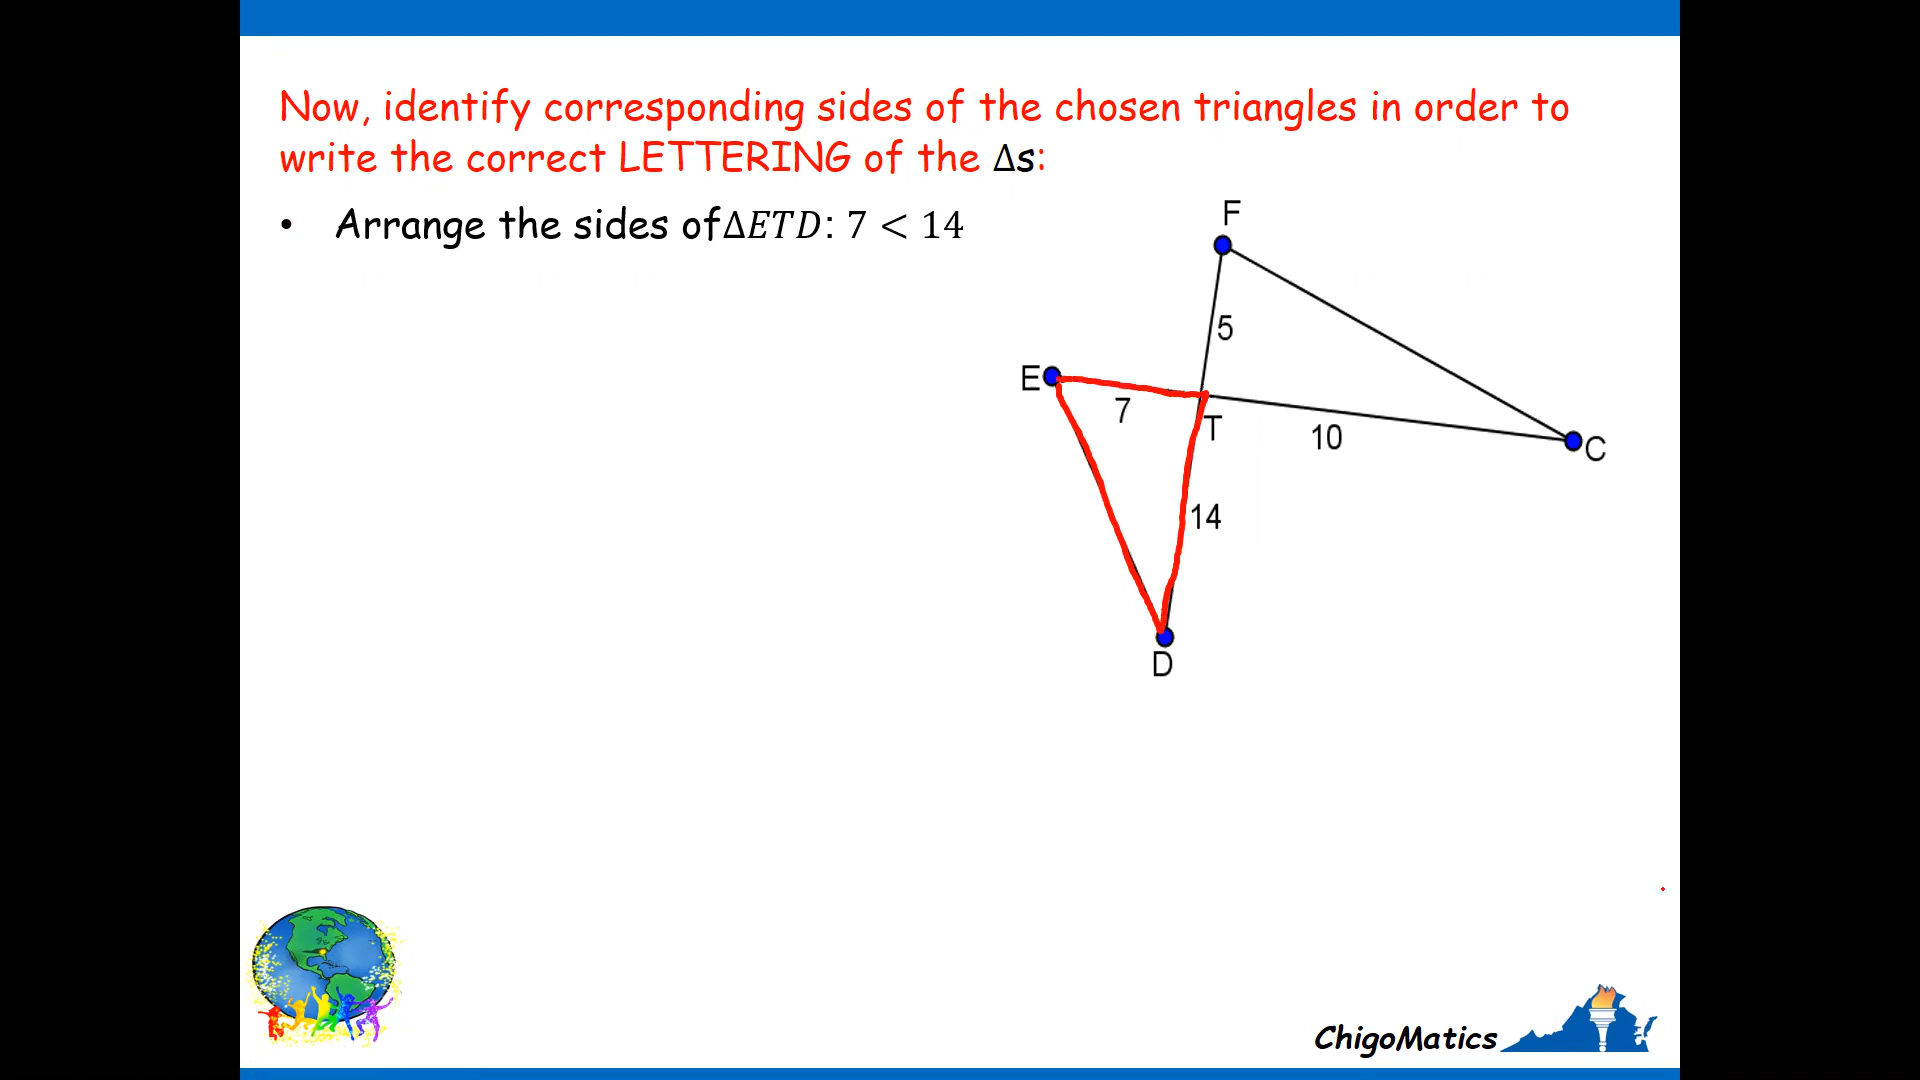 Now, identify corresponding sides of the chosen triangles in order to
write the correct LETTERING of the Δs:
• Arrange the sides of ΔETD: 7 < 14
F
5
E
7
T
10
C
14
D
ChigoMatics